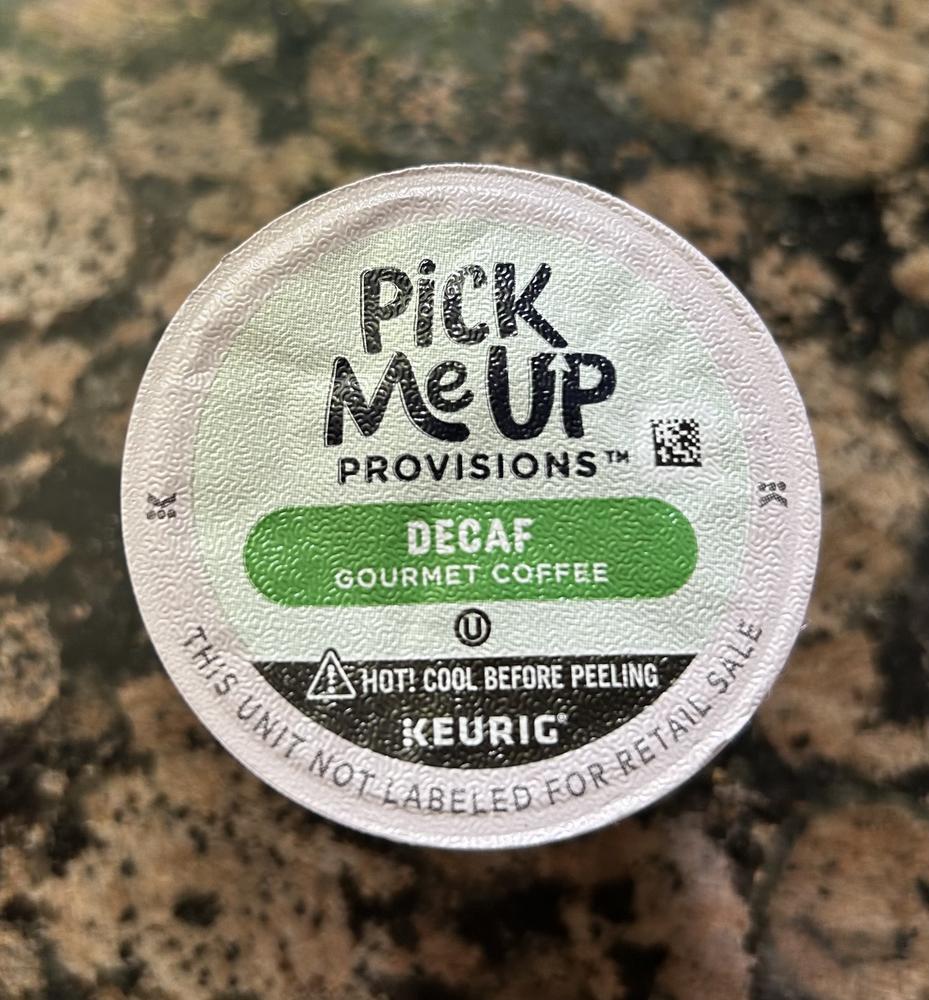 PiCK
MeUP
PROVISIONS™
DECAF
GOURMET COFFEE
U
HOT! COOL BEFORE PEELING
KEURIG®
THIS UNIT NOT LABELED FOR RETAIL SALE
K
K